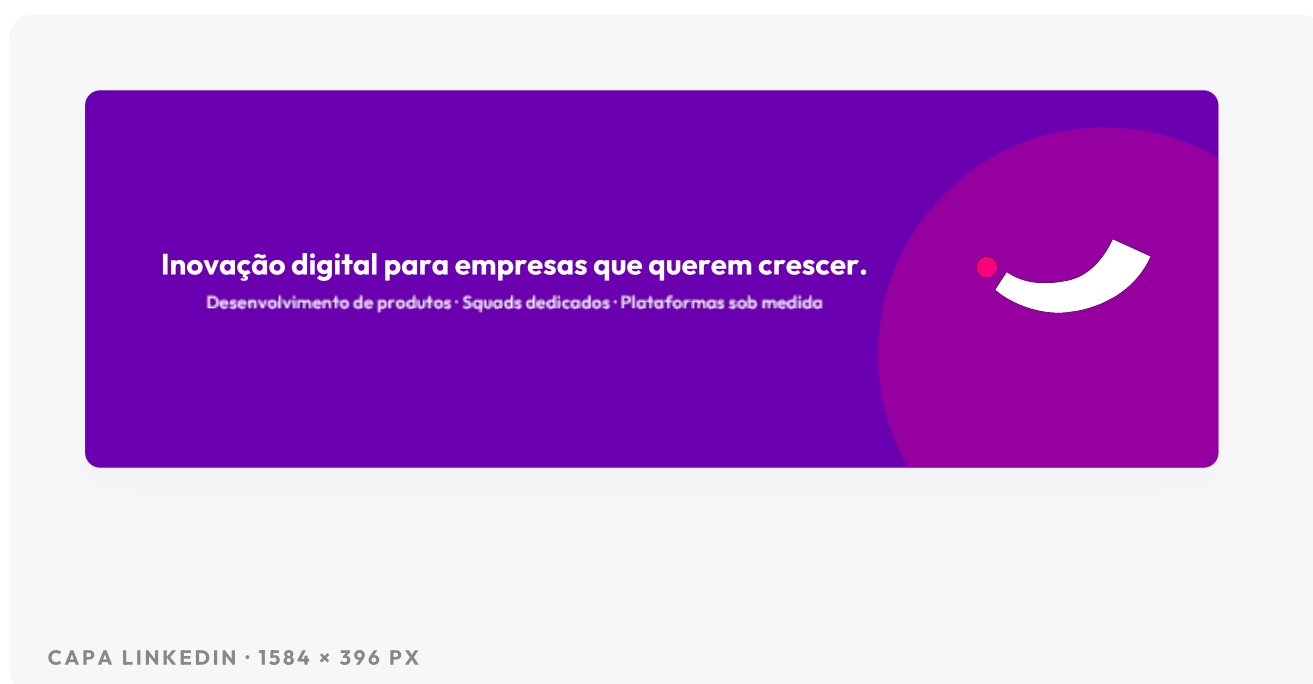 Inovação digital para empresas que querem crescer.
Desenvolvimento de produtos · Squads dedicados · Plataformas sob medida
CAPA LINKEDIN · 1584 × 396 PX